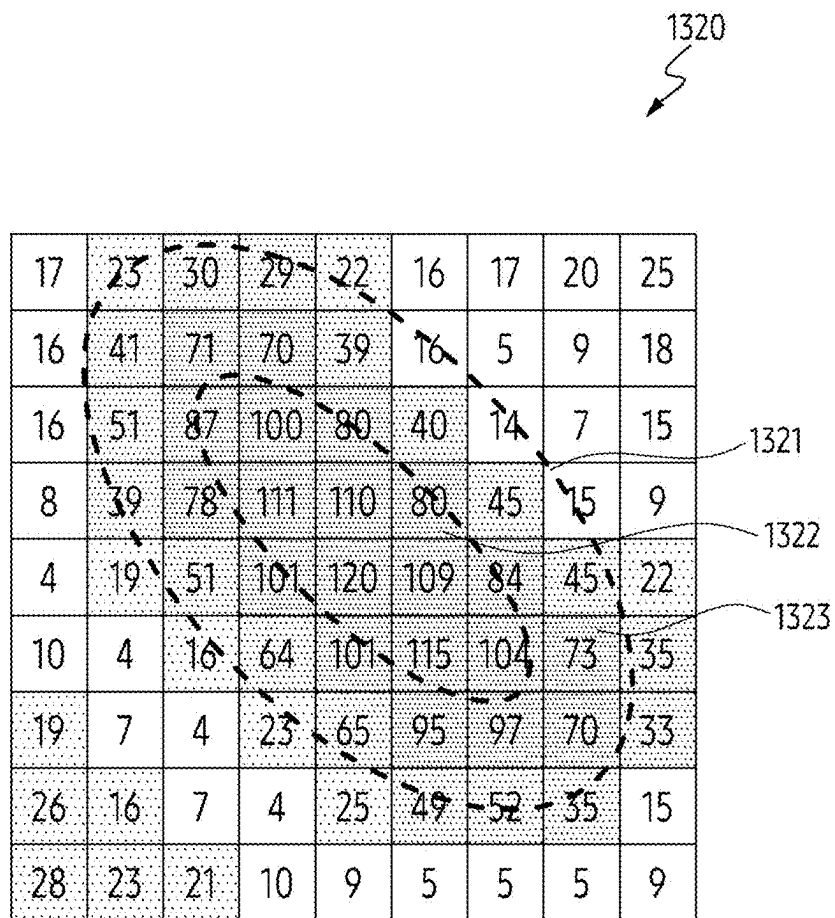 1320
17 23 30 29 22 16 17 20 25
16 41 71 70 39 16 5 9 18
16 51 87 100 80 40 14 7 15
1321
8 39 78 111 110 80 45 15 9
1322
4 19 51 101 120 109 84 45 22
1323
10 4 16 64 101 115 104 73 35
19 7 4 23 65 95 97 70 33
26 16 7 4 25 49 52 35 15
28 23 21 10 9 5 5 5 9